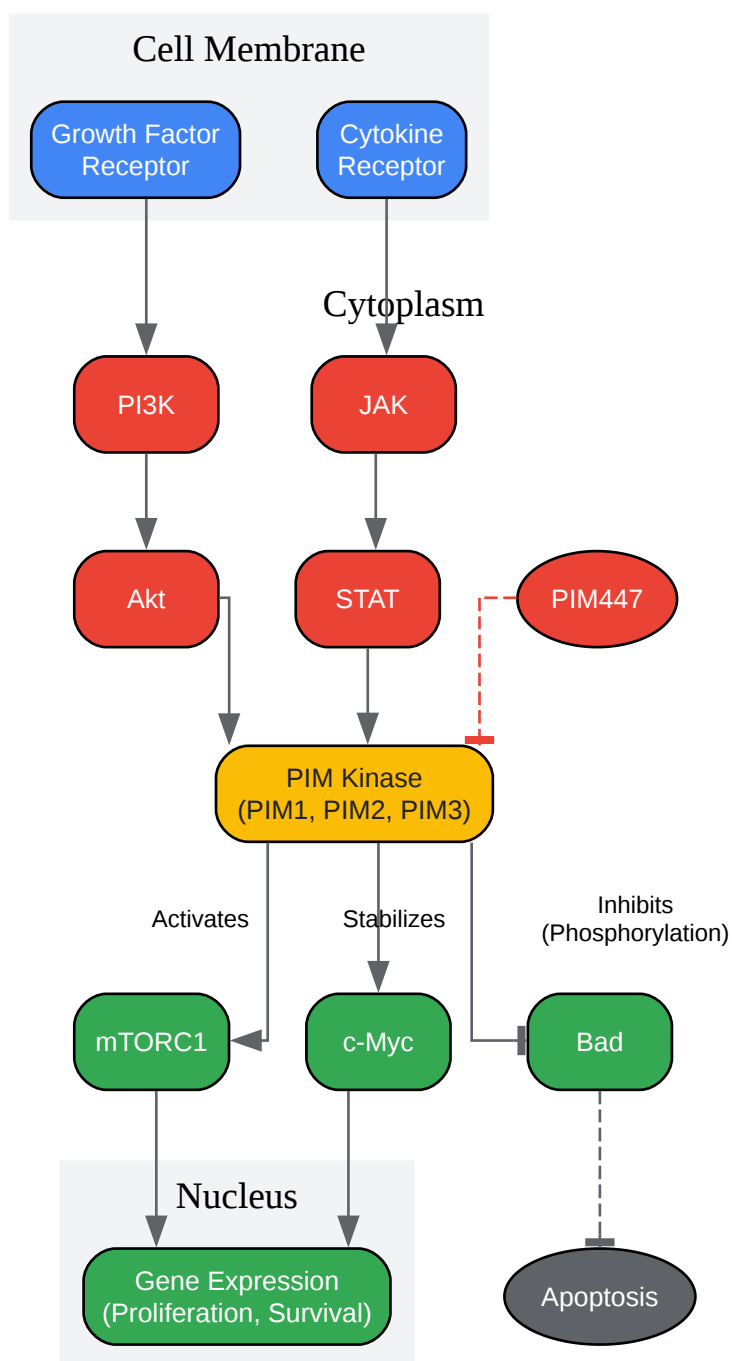 Cell Membrane
Growth Factor
Receptor
Cytokine
Receptor
Cytoplasm
PI3K
JAK
Akt
STAT
PIM447
PIM Kinase
(PIM1, PIM2, PIM3)
Activates
Stabilizes
Inhibits
(Phosphorylation)
mTORC1
c-Myc
Bad
Nucleus
Gene Expression
(Proliferation, Survival)
Apoptosis